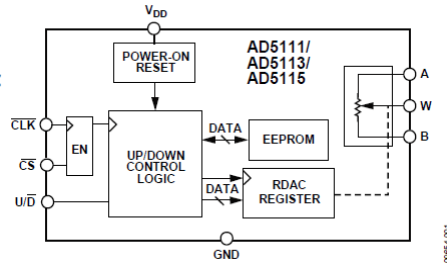 VDD
POWER-ON
RESET
AD5111/
AD5113/
AD5115
A
W
B
CLK
CS
U/D
EN
UP/DOWN
CONTROL
LOGIC
DATA
EEPROM
DATA
RDAC
REGISTER
GND